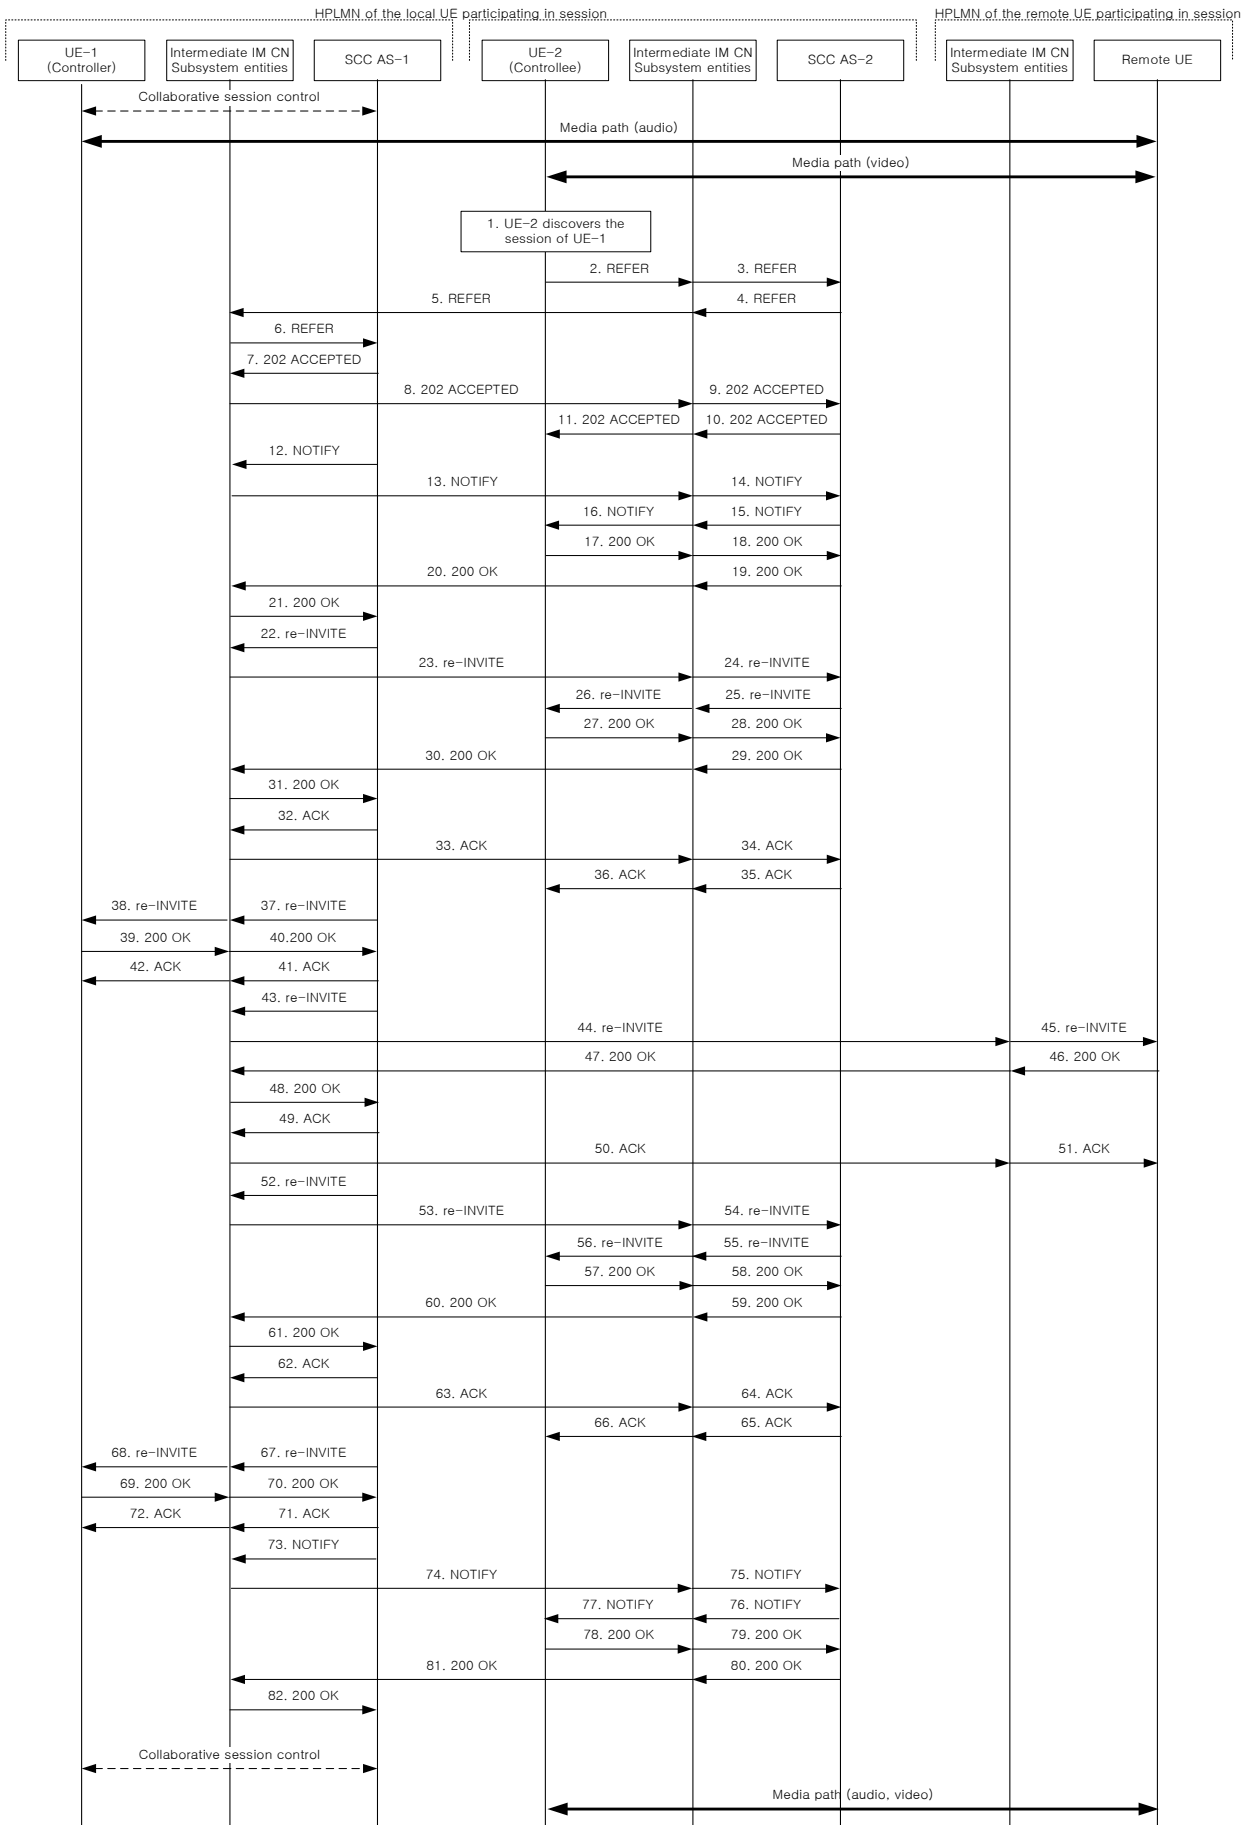 HPLMN of the local UE participating in session
HPLMN of the remote UE participating in session
UE-1
(Controller)
Intermediate IM CN
Subsystem entities
SCC AS-1
UE-2
(Controllee)
Intermediate IM CN
Subsystem entities
SCC AS-2
Intermediate IM CN
Subsystem entities
Remote UE
Collaborative session control
Media path (audio)
Media path (video)
1. UE-2 discovers the
session of UE-1
2. REFER
3. REFER
5. REFER
4. REFER
6. REFER
7. 202 ACCEPTED
8. 202 ACCEPTED
9. 202 ACCEPTED
11. 202 ACCEPTED
10. 202 ACCEPTED
12. NOTIFY
13. NOTIFY
14. NOTIFY
16. NOTIFY
15. NOTIFY
17. 200 OK
18. 200 OK
20. 200 OK
19. 200 OK
21. 200 OK
22. re-INVITE
23. re-INVITE
24. re-INVITE
26. re-INVITE
25. re-INVITE
27. 200 OK
28. 200 OK
30. 200 OK
29. 200 OK
31. 200 OK
32. ACK
33. ACK
34. ACK
36. ACK
35. ACK
38. re-INVITE
37. re-INVITE
39. 200 OK
40.200 OK
42. ACK
41. ACK
43. re-INVITE
44. re-INVITE
45. re-INVITE
47. 200 OK
46. 200 OK
48. 200 OK
49. ACK
50. ACK
51. ACK
52. re-INVITE
53. re-INVITE
54. re-INVITE
56. re-INVITE
55. re-INVITE
57. 200 OK
58. 200 OK
60. 200 OK
59. 200 OK
61. 200 OK
62. ACK
63. ACK
64. ACK
66. ACK
65. ACK
68. re-INVITE
67. re-INVITE
69. 200 OK
70. 200 OK
72. ACK
71. ACK
73. NOTIFY
74. NOTIFY
75. NOTIFY
77. NOTIFY
76. NOTIFY
78. 200 OK
79. 200 OK
81. 200 OK
80. 200 OK
82. 200 OK
Collaborative session control
Media path (audio, video)